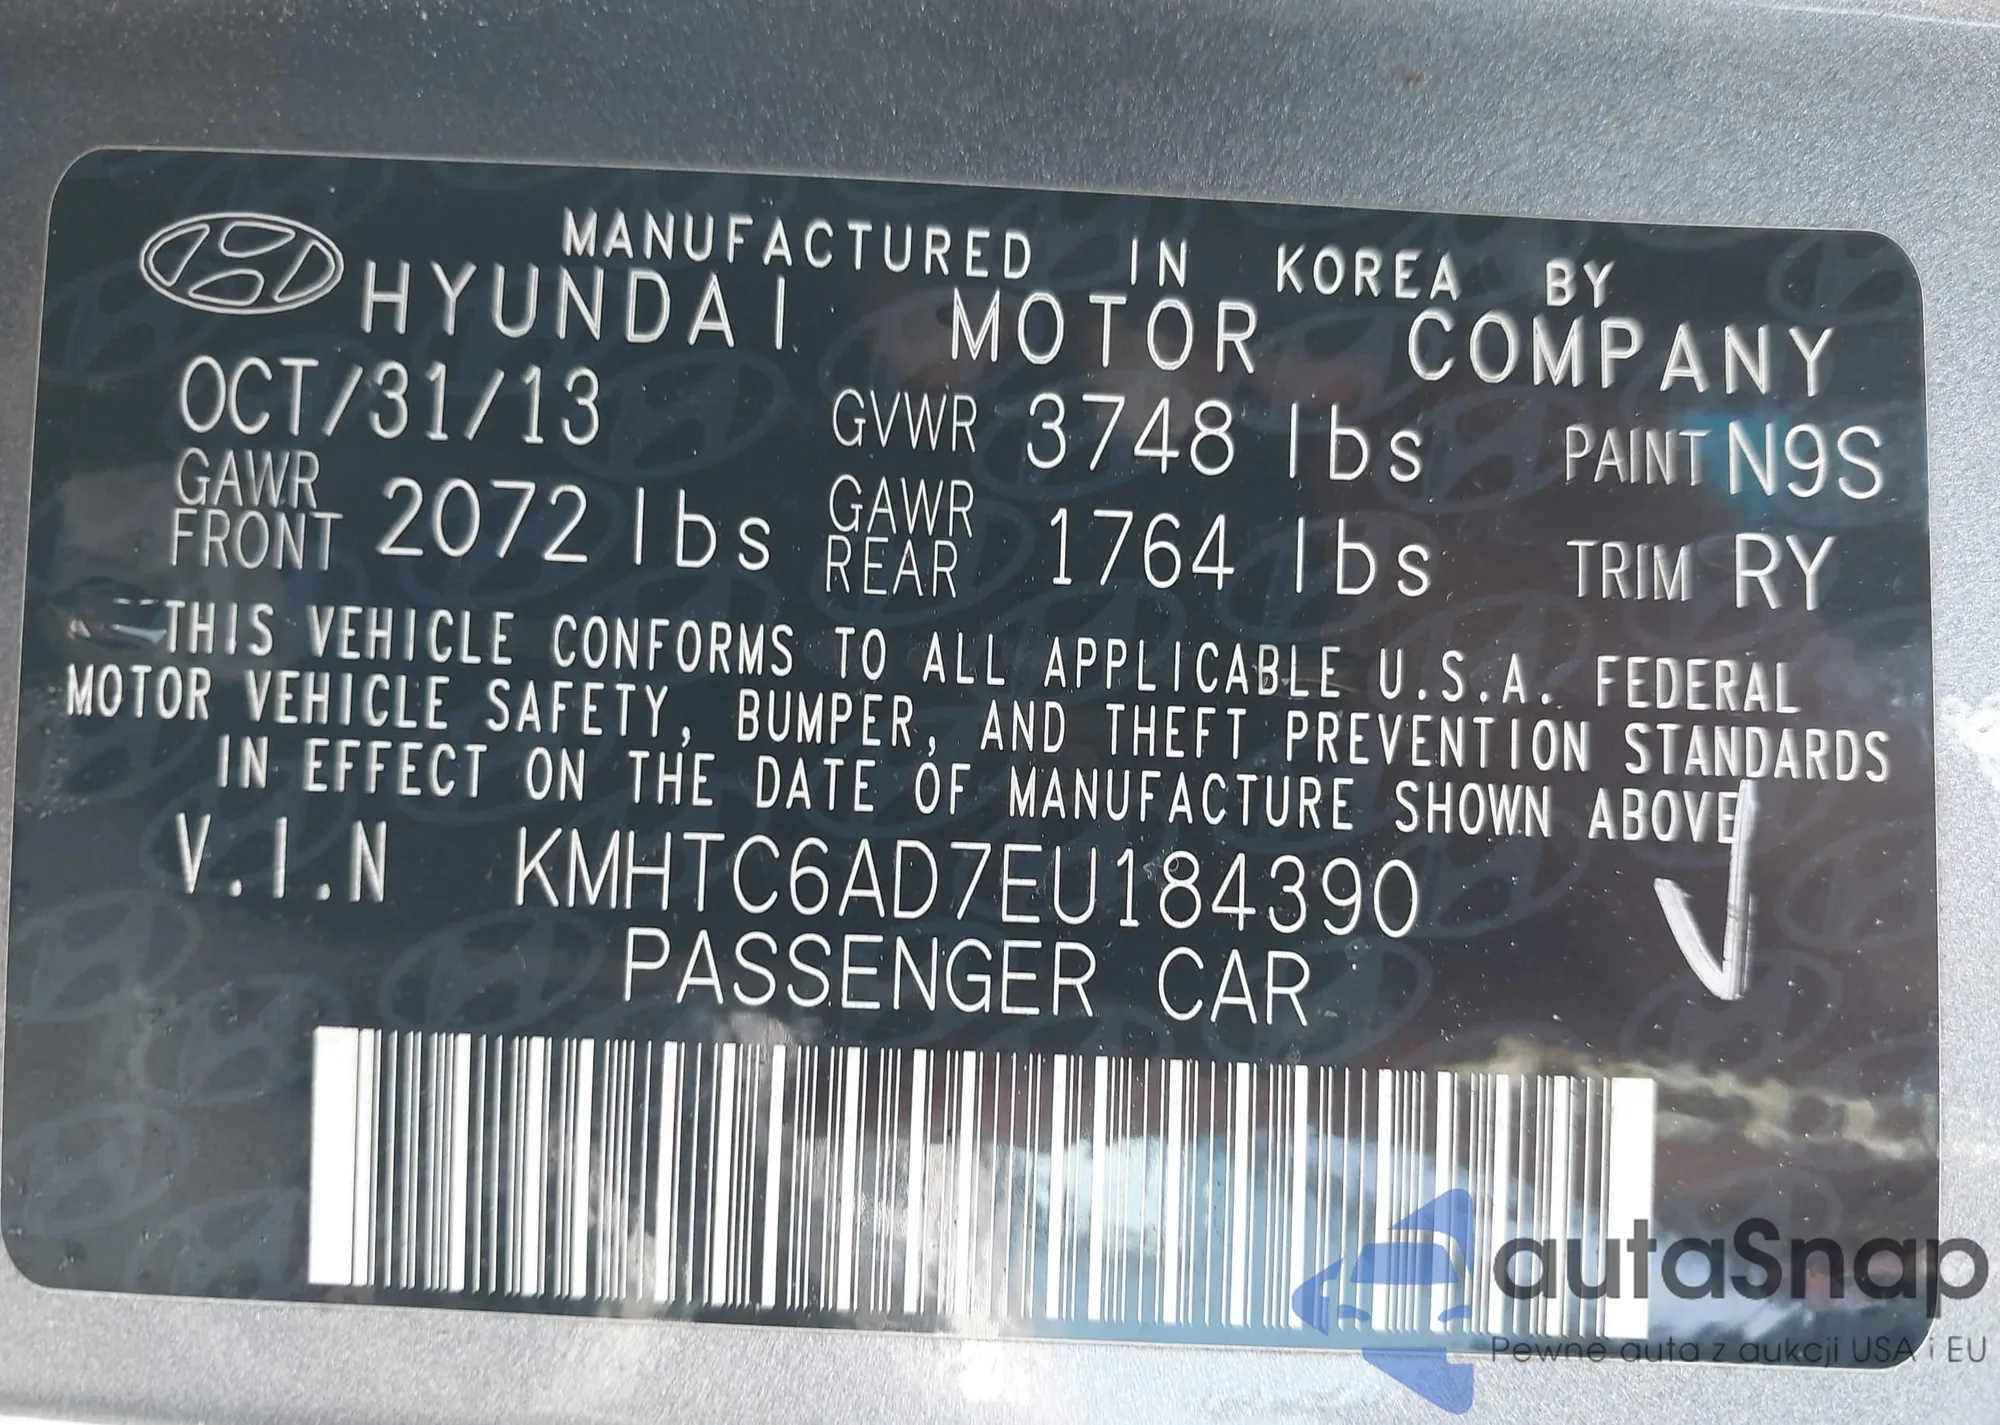 MANUFACTURED IN KOREA BY
HYUNDAI MOTOR COMPANY
OCT/31/13 GVWR 3748 lbs PAINT N9S
GAWR FRONT 2072 lbs GAWR REAR 1764 lbs TRIM RY
THIS VEHICLE CONFORMS TO ALL APPLICABLE U.S.A. FEDERAL
MOTOR VEHICLE SAFETY, BUMPER, AND THEFT PREVENTION STANDARDS
IN EFFECT ON THE DATE OF MANUFACTURE SHOWN ABOVE
V.I.N KMHTC6AD7EU184390
PASSENGER CAR
autaSnap
Pewne auta z aukcji USA i EU